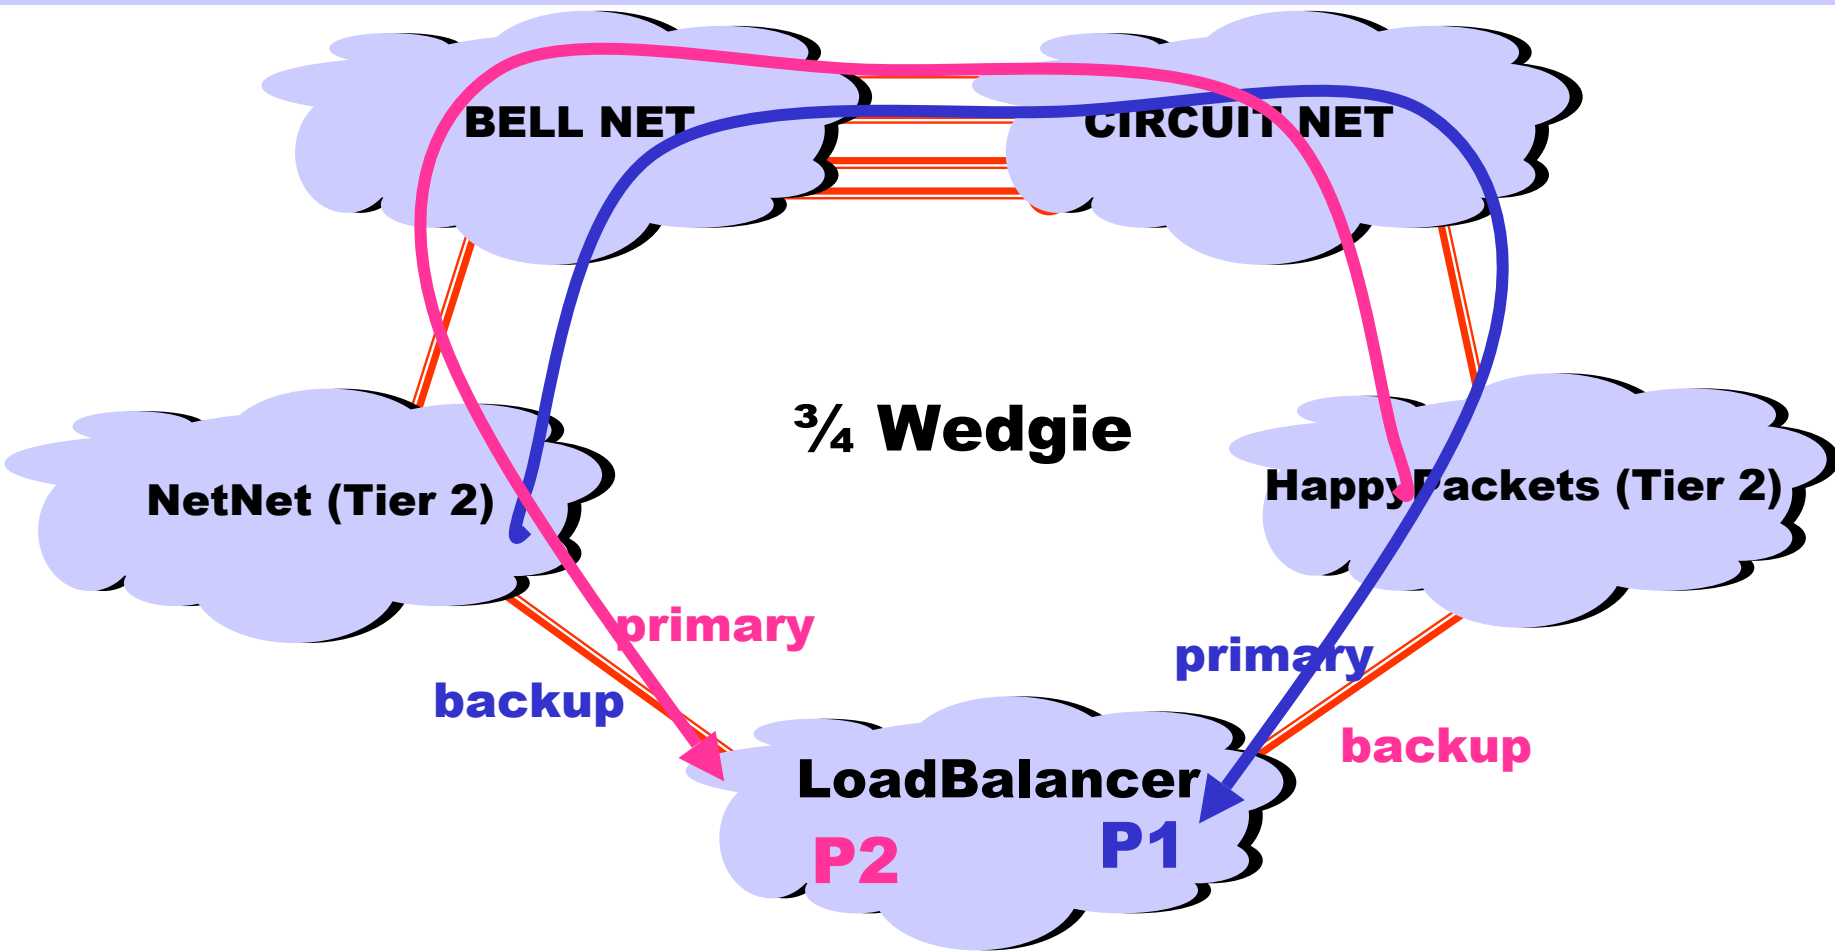 BELL NET
CIRCUIT NET
¾ Wedgie
NetNet (Tier 2)
HappyPackets (Tier 2)
primary
primary
backup
backup
LoadBalancer
P2
P1